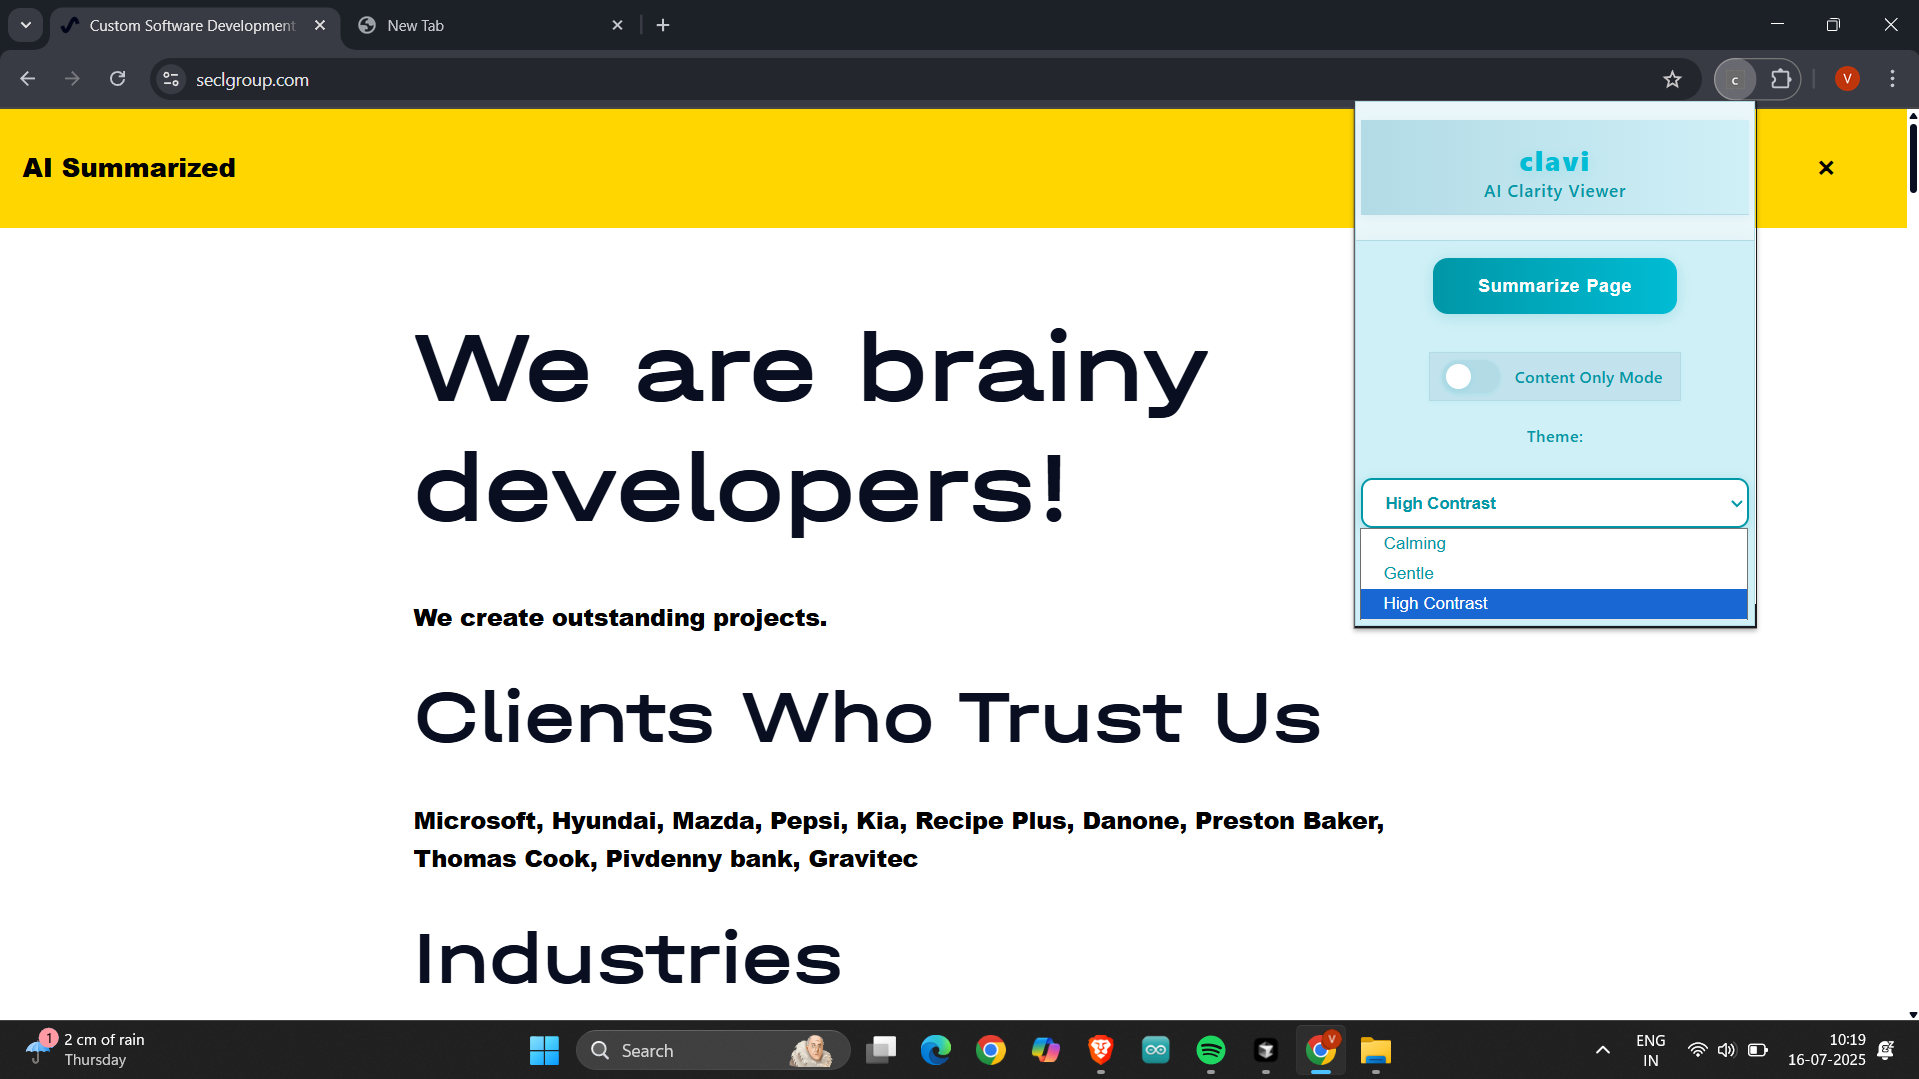 Custom Software Development
New Tab
seclgroup.com
c
V
AI Summarized
clavi
AI Clarity Viewer
Summarize Page
Content Only Mode
Theme:
High Contrast
Calming
Gentle
High Contrast
We are brainy
developers!
We create outstanding projects.
Clients Who Trust Us
Microsoft, Hyundai, Mazda, Pepsi, Kia, Recipe Plus, Danone, Preston Baker,
Thomas Cook, Pivdenny bank, Gravitec
Industries
1
2 cm of rain
Thursday
Search
V
ENG
IN
10:19
16-07-2025